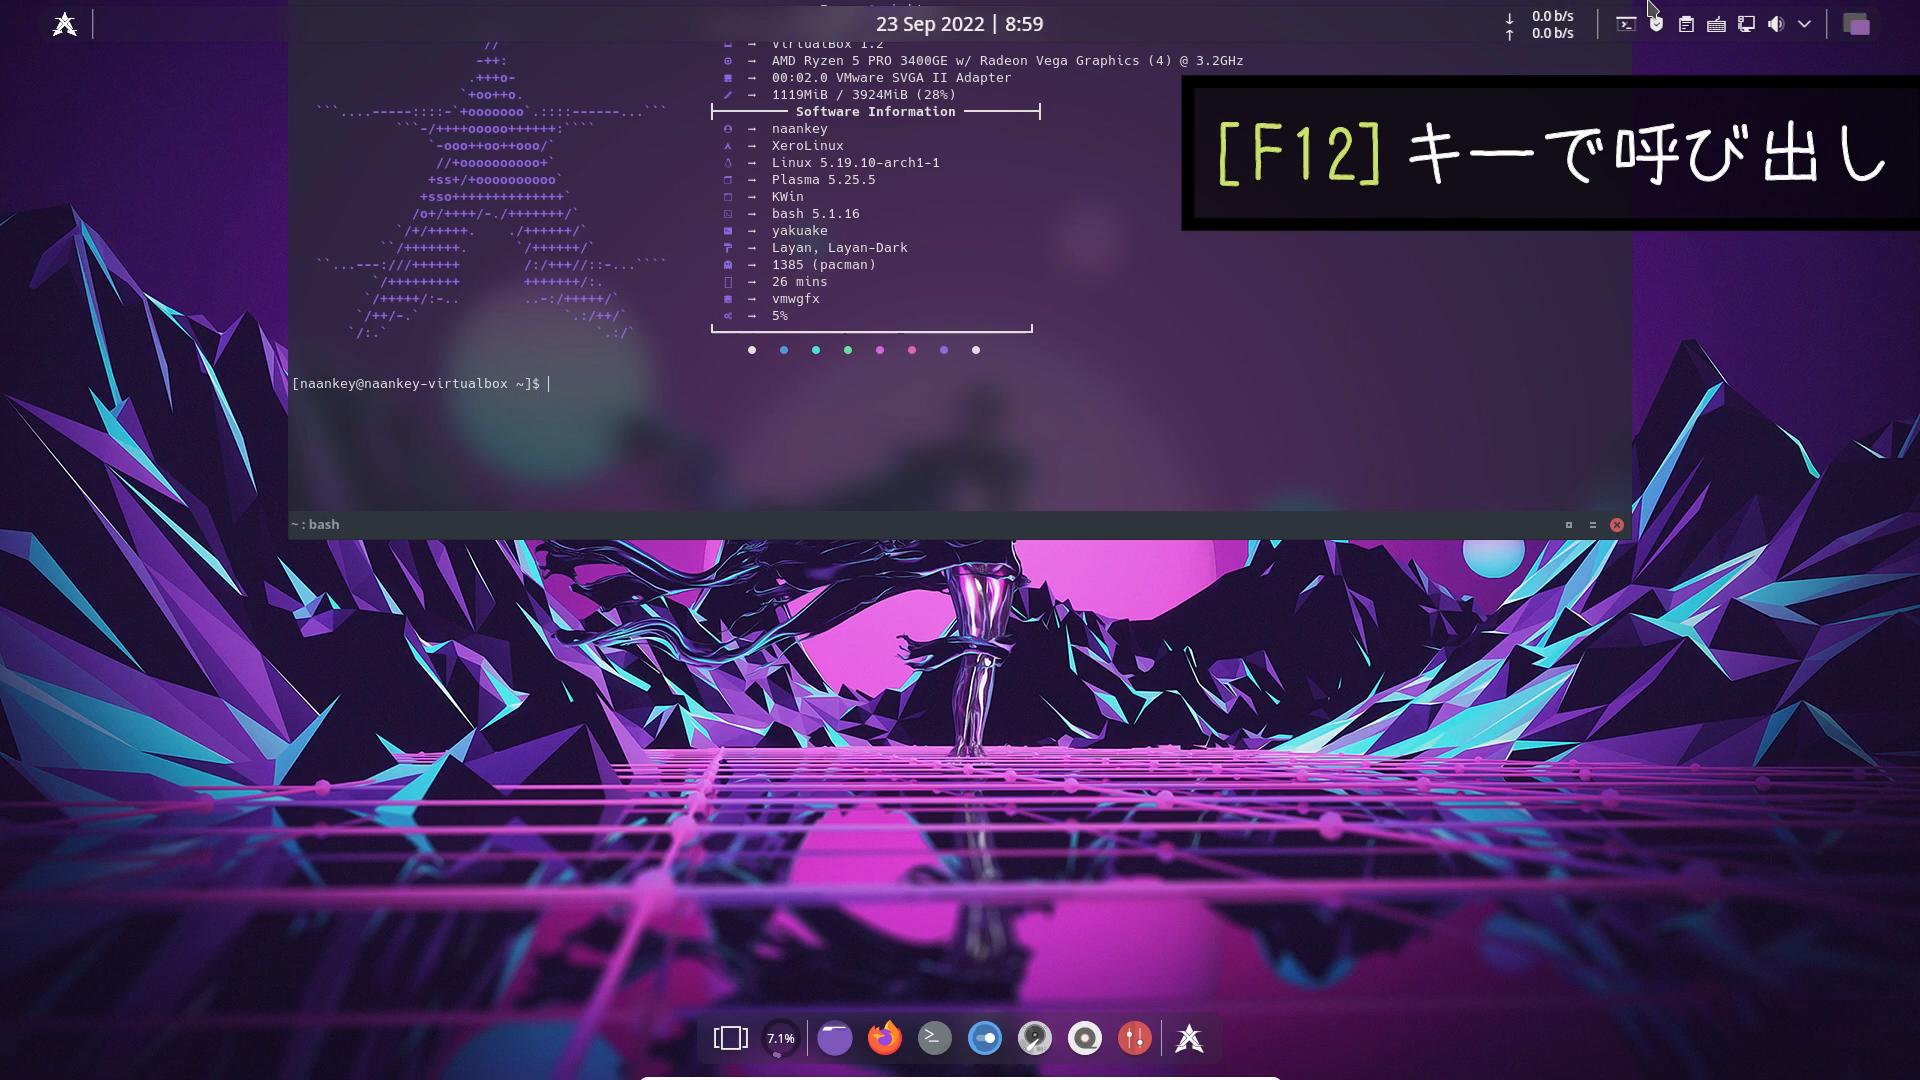 23 Sep 2022 | 8:59
↓ 0.0 b/s
↑ 0.0 b/s
→ VirtualBox 1.2
→ AMD Ryzen 5 PRO 3400GE w/ Radeon Vega Graphics (4) @ 3.2GHz
→ 00:02.0 VMware SVGA II Adapter
→ 1119MiB / 3924MiB (28%)
Software Information
→ naankey
→ XeroLinux
→ Linux 5.19.10-arch1-1
→ Plasma 5.25.5
→ KWin
→ bash 5.1.16
→ yakuake
→ Layan, Layan-Dark
→ 1385 (pacman)
→ 26 mins
→ vmwgfx
→ 5%
[F12] キーで呼び出し
[naankey@naankey-virtualbox ~]$
~ : bash
7.1%